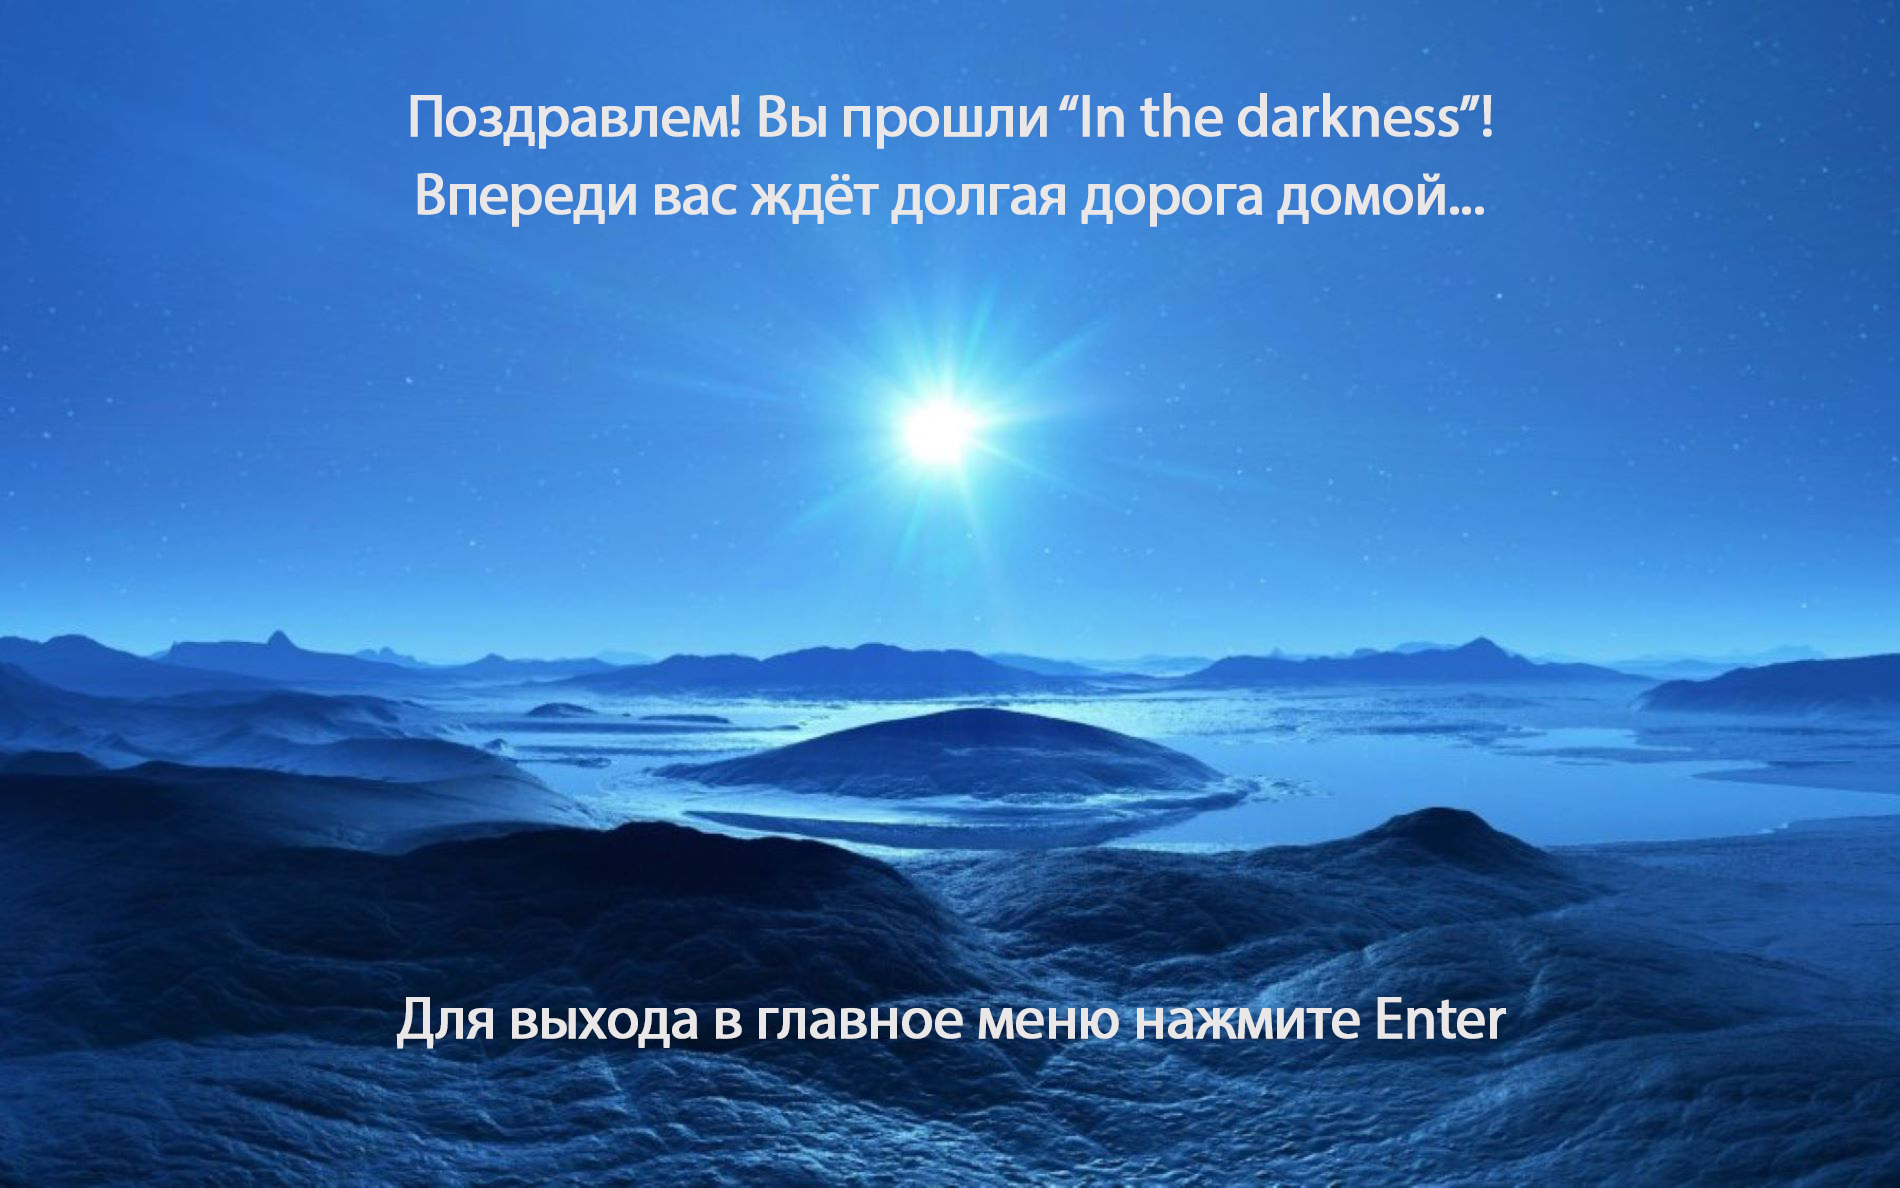 Поздравлем! Вы прошли “In the darkness”!
Впереди вас ждёт долгая дорога домой...
Для выхода в главное меню нажмите Enter